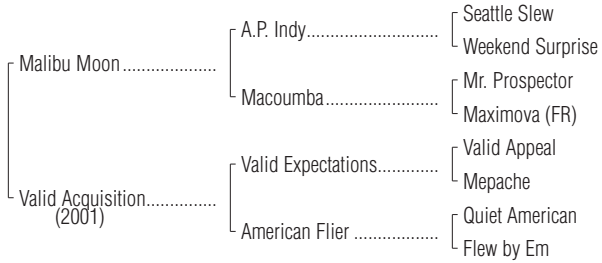 Seattle Slew
A.P. Indy
Weekend Surprise
Malibu Moon
Mr. Prospector
Macoumba
Maximova (FR)
Valid Appeal
Valid Expectations
Mepache
Valid Acquisition
(2001)
Quiet American
American Flier
Flew by Em